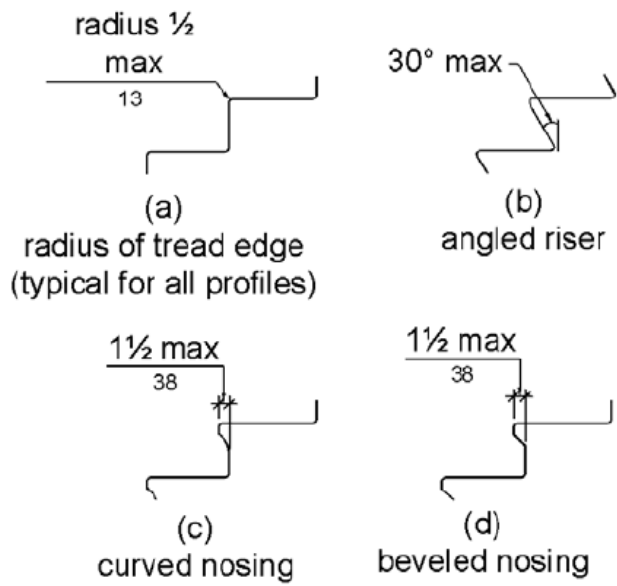 radius ½
max
13
(a)
radius of tread edge
(typical for all profiles)
30° max
(b)
angled riser
1½ max
38
(c)
curved nosing
1½ max
38
(d)
beveled nosing